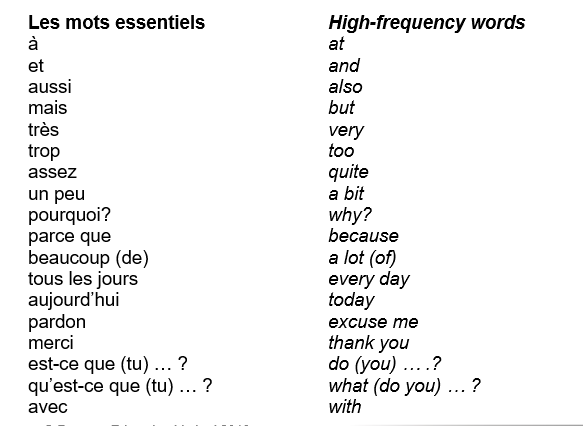 Les mots essentiels High-frequency words
à at
et and
aussi also
mais but
très very
trop too
assez quite
un peu a bit
pourquoi? why?
parce que because
beaucoup (de) a lot (of)
tous les jours every day
aujourd'hui today
pardon excuse me
merci thank you
est-ce que (tu) … ? do (you) … .?
qu'est-ce que (tu) … ? what (do you) … ?
avec with